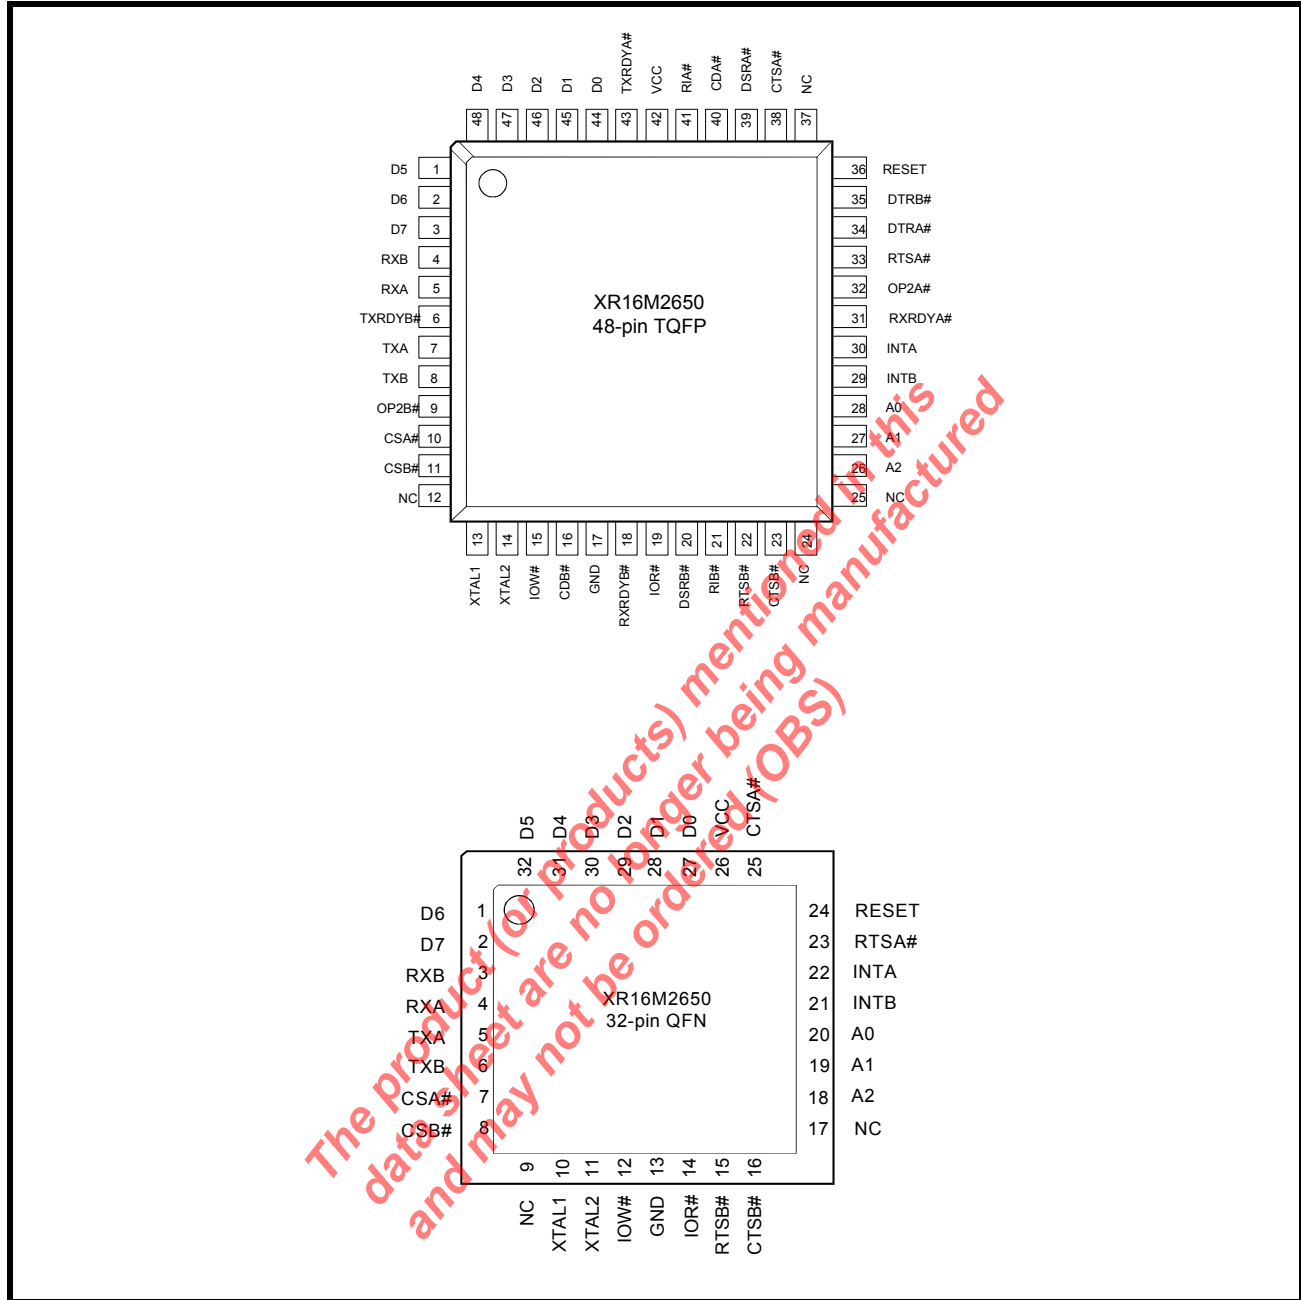 D4 D3 D2 D1 D0 TXRDYA# VCC RIA# CDA# DSRA# CTSA# NC
48 47 46 45 44 43 42 41 40 39 38 37
D5 1 36 RESET
D6 2 35 DTRB#
D7 3 34 DTRA#
RXB 4 33 RTSA#
RXA 5 32 OP2A#
TXRDYB# 6 31 RXRDYA#
TXA 7 30 INTA
TXB 8 29 INTB
OP2B# 9 28 A0
CSA# 10 27 A1
CSB# 11 26 A2
NC 12 25 NC
XR16M2650
48-pin TQFP
13 14 15 16 17 18 19 20 21 22 23 24
XTAL1 XTAL2 IOW# CDB# GND RXRDYB# IOR# DSRB# RIB# RTSB# CTSB# NC
D5 D4 D3 D2 D1 D0 VCC CTSA#
32 31 30 29 28 27 26 25
D6 1 24 RESET
D7 2 23 RTSA#
RXB 3 22 INTA
RXA 4 21 INTB
TXA 5 20 A0
TXB 6 19 A1
CSA# 7 18 A2
CSB# 8 17 NC
XR16M2650
32-pin QFN
9 10 11 12 13 14 15 16
NC XTAL1 XTAL2 IOW# GND IOR# RTSB# CTSB#
The product (or products) mentioned in this
data sheet are no longer being manufactured
and may not be ordered (OBS)